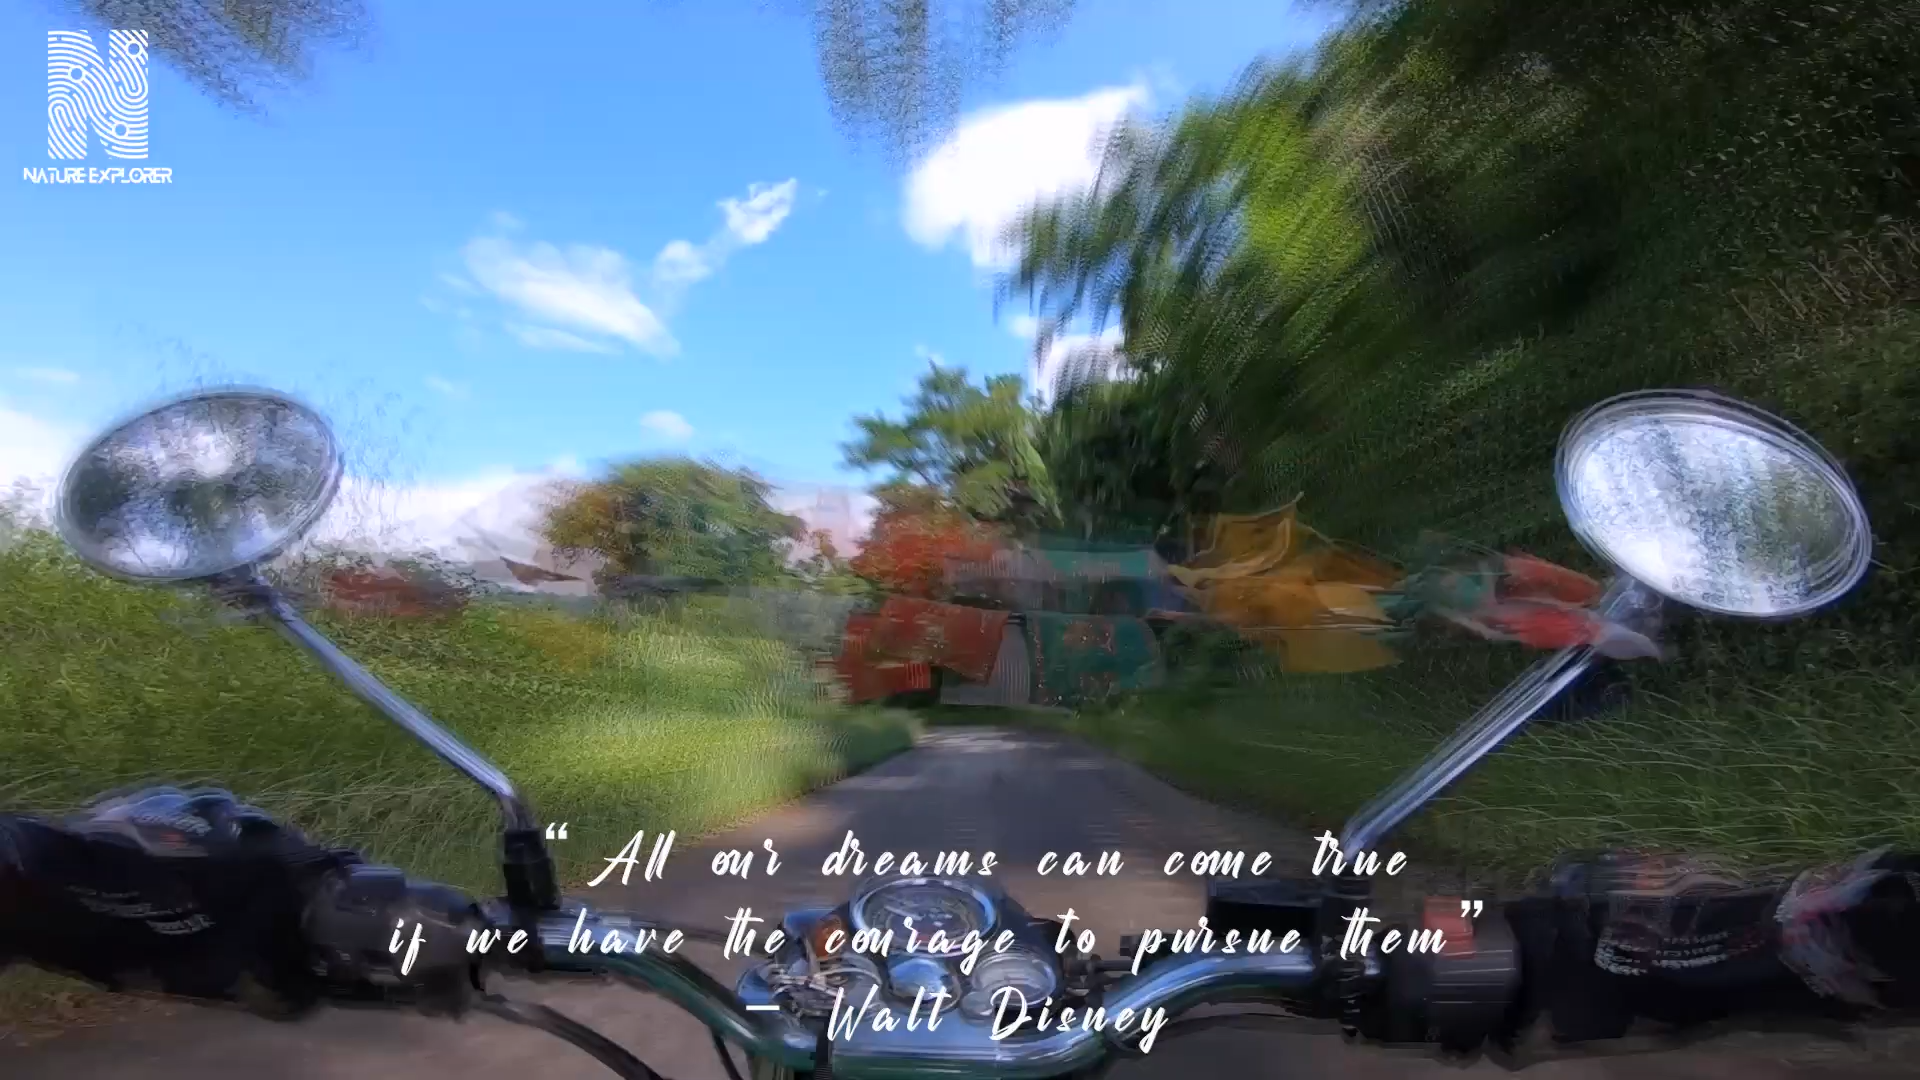 NATURE EXPLORER
“ All our dreams can come true
if we have the courage to pursue them”
– Walt Disney